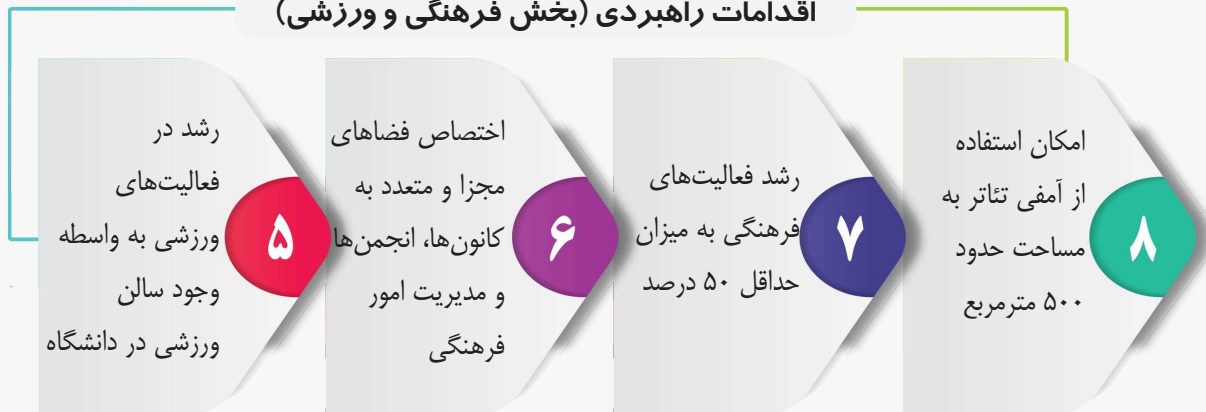 اقدامات راهبردی (بخش فرهنگی و ورزشی)
۵
رشد در
فعالیت‌های
ورزشی به واسطه
وجود سالن
ورزشی در دانشگاه
۶
اختصاص فضاهای
مجزا و متعدد به
کانون‌ها، انجمن‌ها
و مدیریت امور
فرهنگی
۷
رشد فعالیت‌های
فرهنگی به میزان
حداقل ۵۰ درصد
۸
امکان استفاده
از آمفی تئاتر به
مساحت حدود
۵۰۰ مترمربع